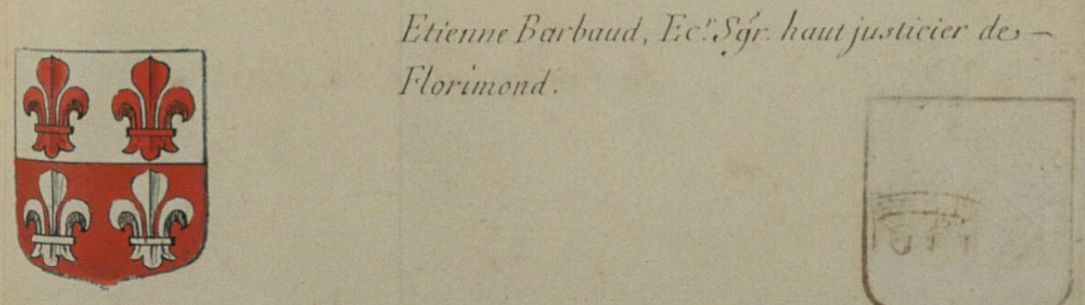 Etienne Barbaud, Ec.r Sgr. haut justicier de –
Florimond.